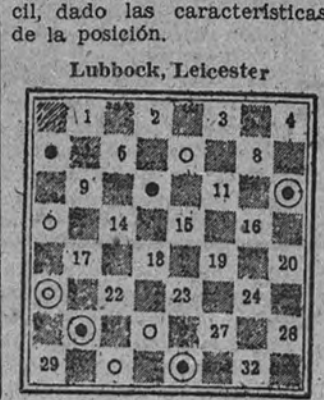 cil, dado las características
de la posición.
Lubbock, Leicester
1 2 3 4
6 8
9 11
14 15 16
17 18 19 20
22 23 24
27 28
29 32